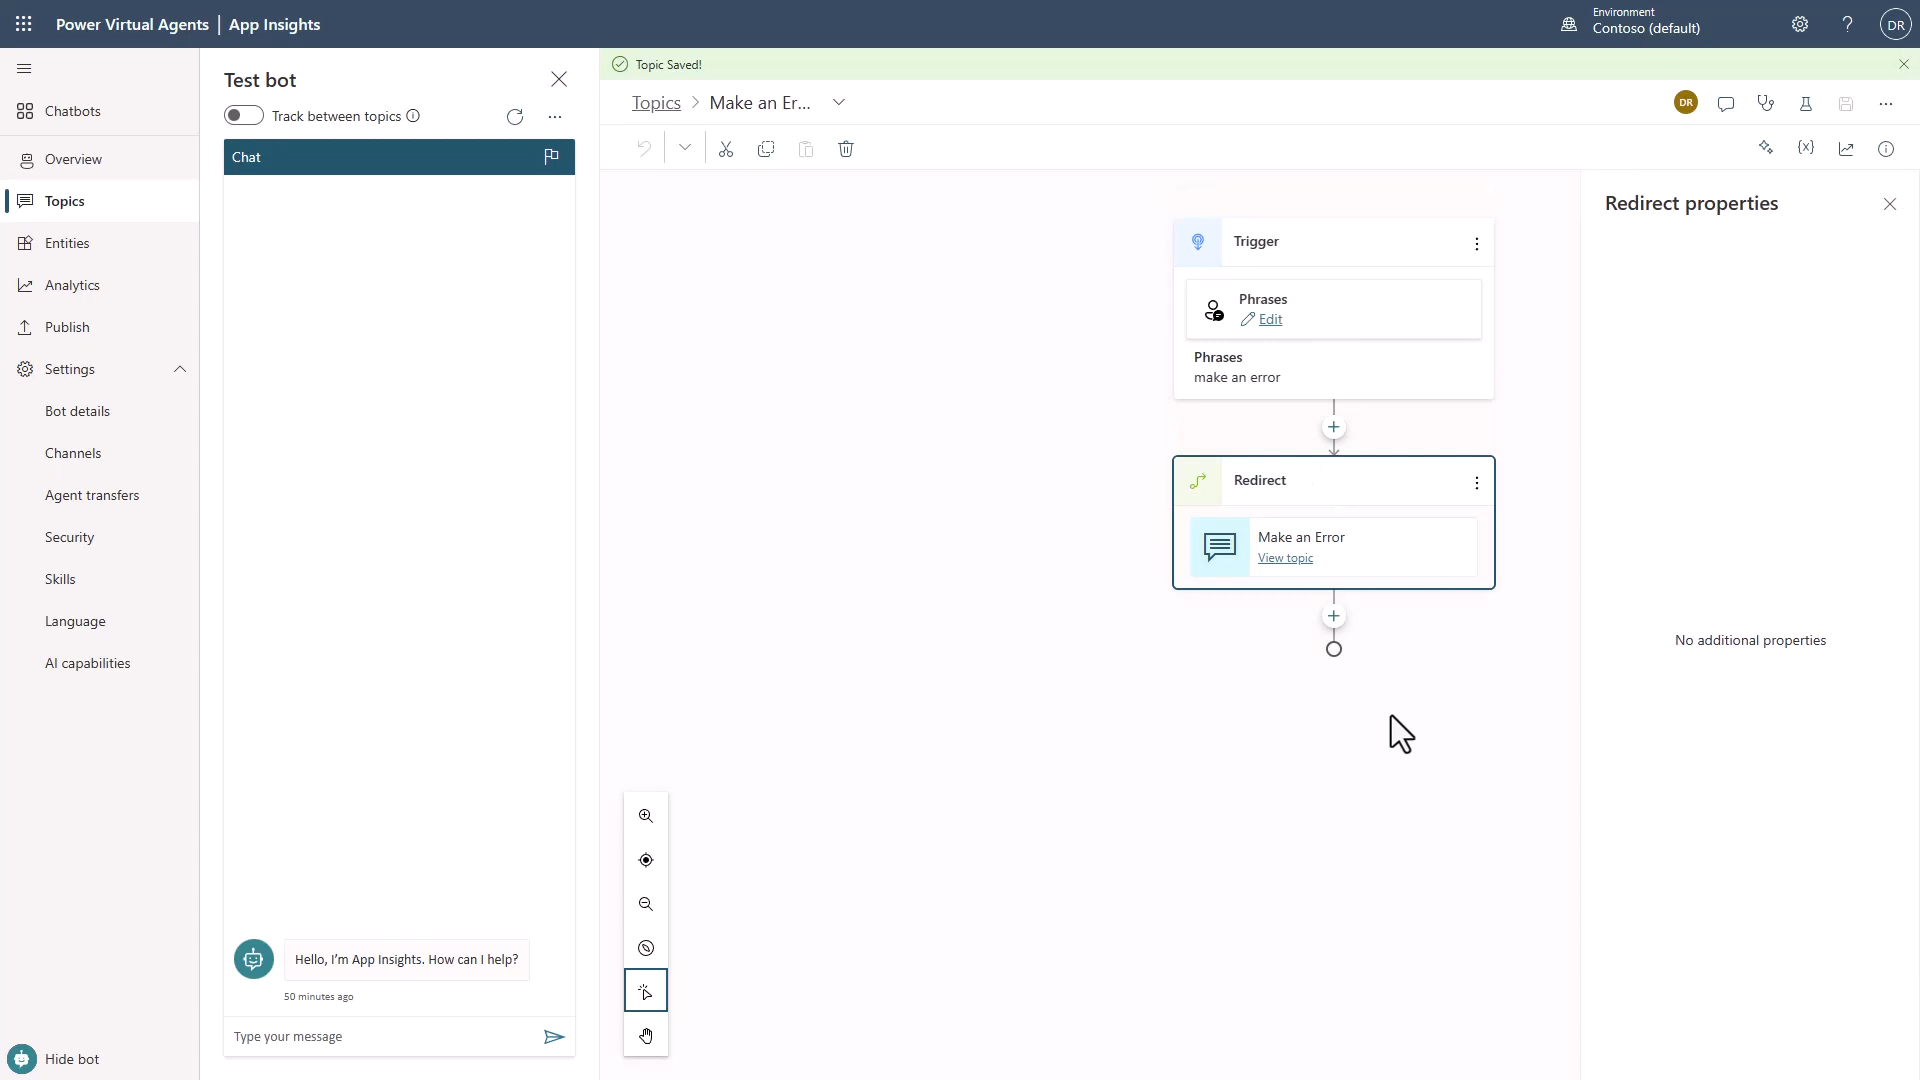 Power Virtual Agents | App Insights
Environment
Contoso (default)
DR
Chatbots
Overview
Topics
Entities
Analytics
Publish
Settings
Bot details
Channels
Agent transfers
Security
Skills
Language
AI capabilities
Hide bot
Test bot
Track between topics
Chat
Hello, I'm App Insights. How can I help?
50 minutes ago
Type your message
Topic Saved!
Topics > Make an Er...
DR
Trigger
Phrases
Edit
Phrases
make an error
Redirect
Make an Error
View topic
Redirect properties
No additional properties